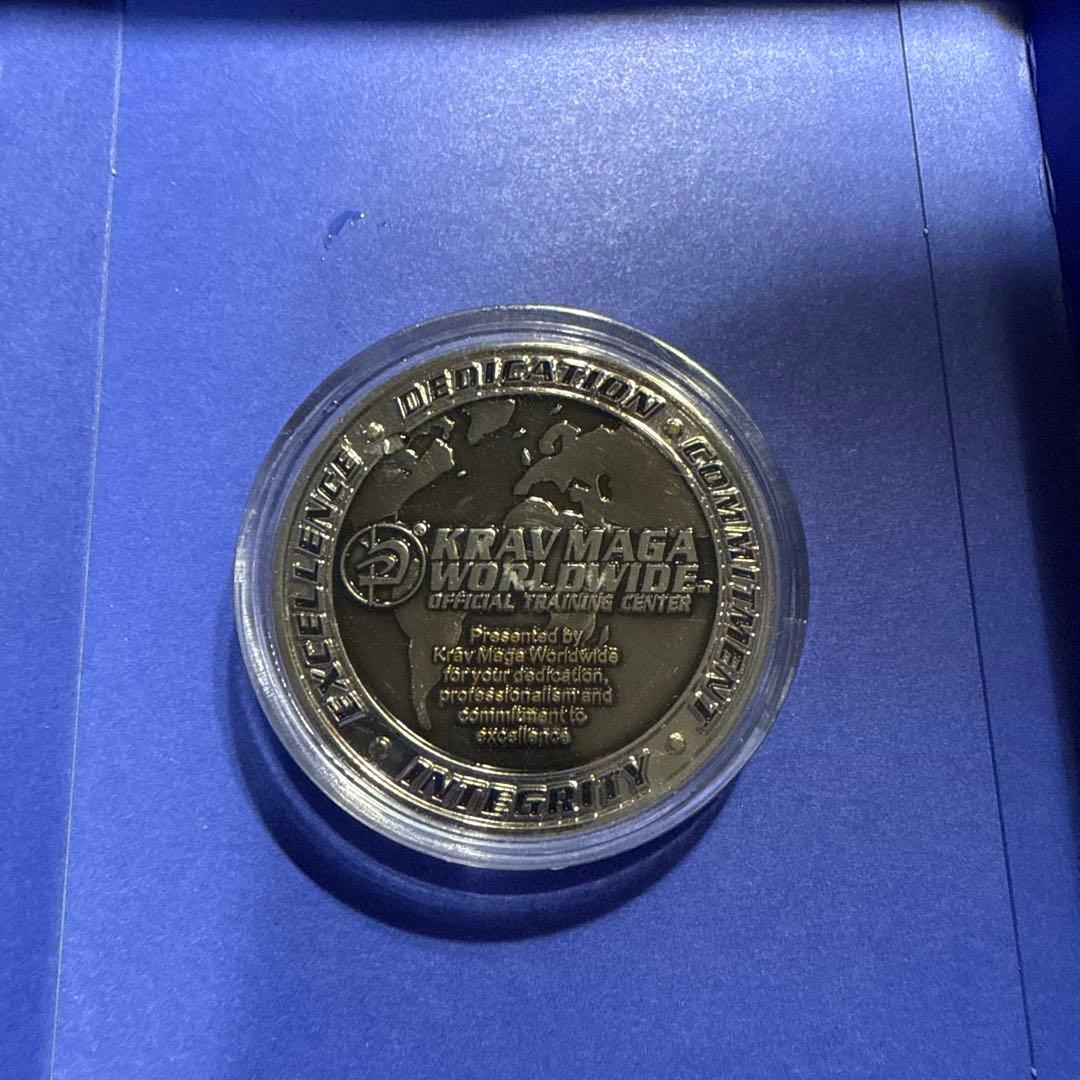 DEDICATION
COMMITMENT
INTEGRITY
EXCELLENCE
KRAV MAGA
WORLDWIDE™
OFFICIAL TRAINING CENTER
Presented by
Krav Maga Worldwide
for your dedication,
professionalism and
commitment to
excellence